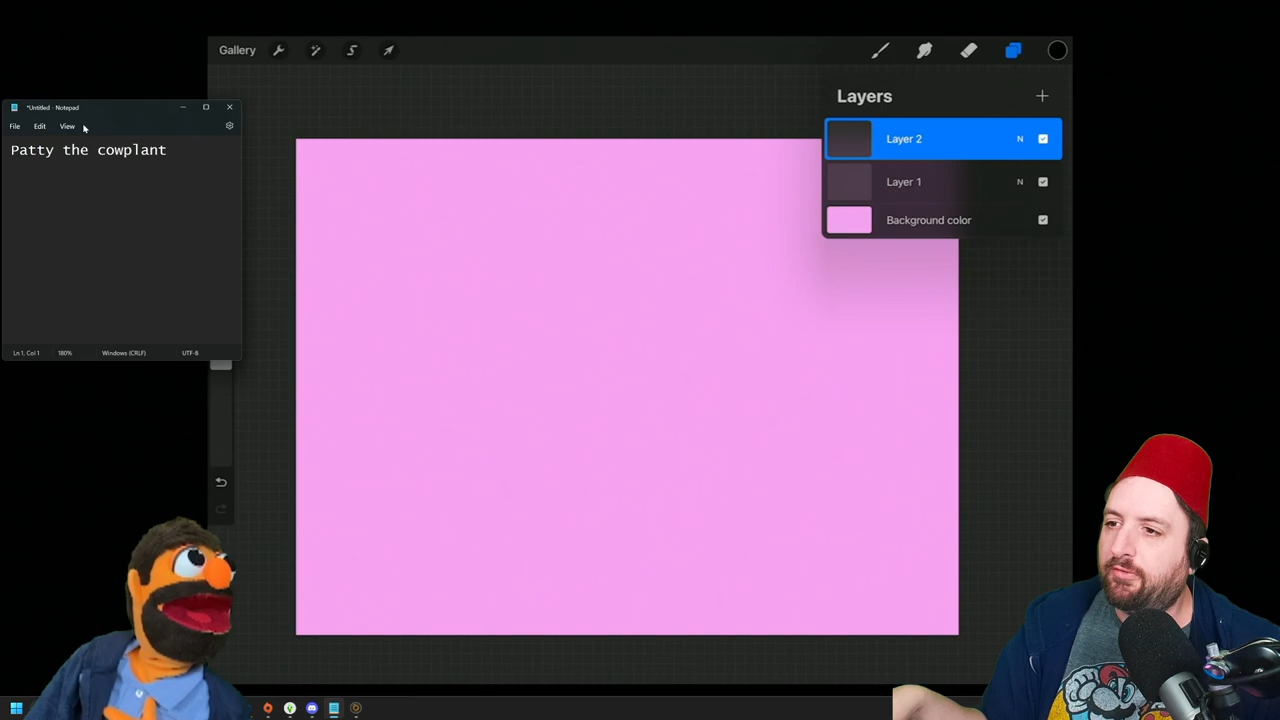 Gallery
Layers
Layer 2
N
Layer 1
N
Background color
*Untitled - Notepad
File
Edit
View
Patty the cowplant
Ln 1, Col 1
180%
Windows (CRLF)
UTF-8